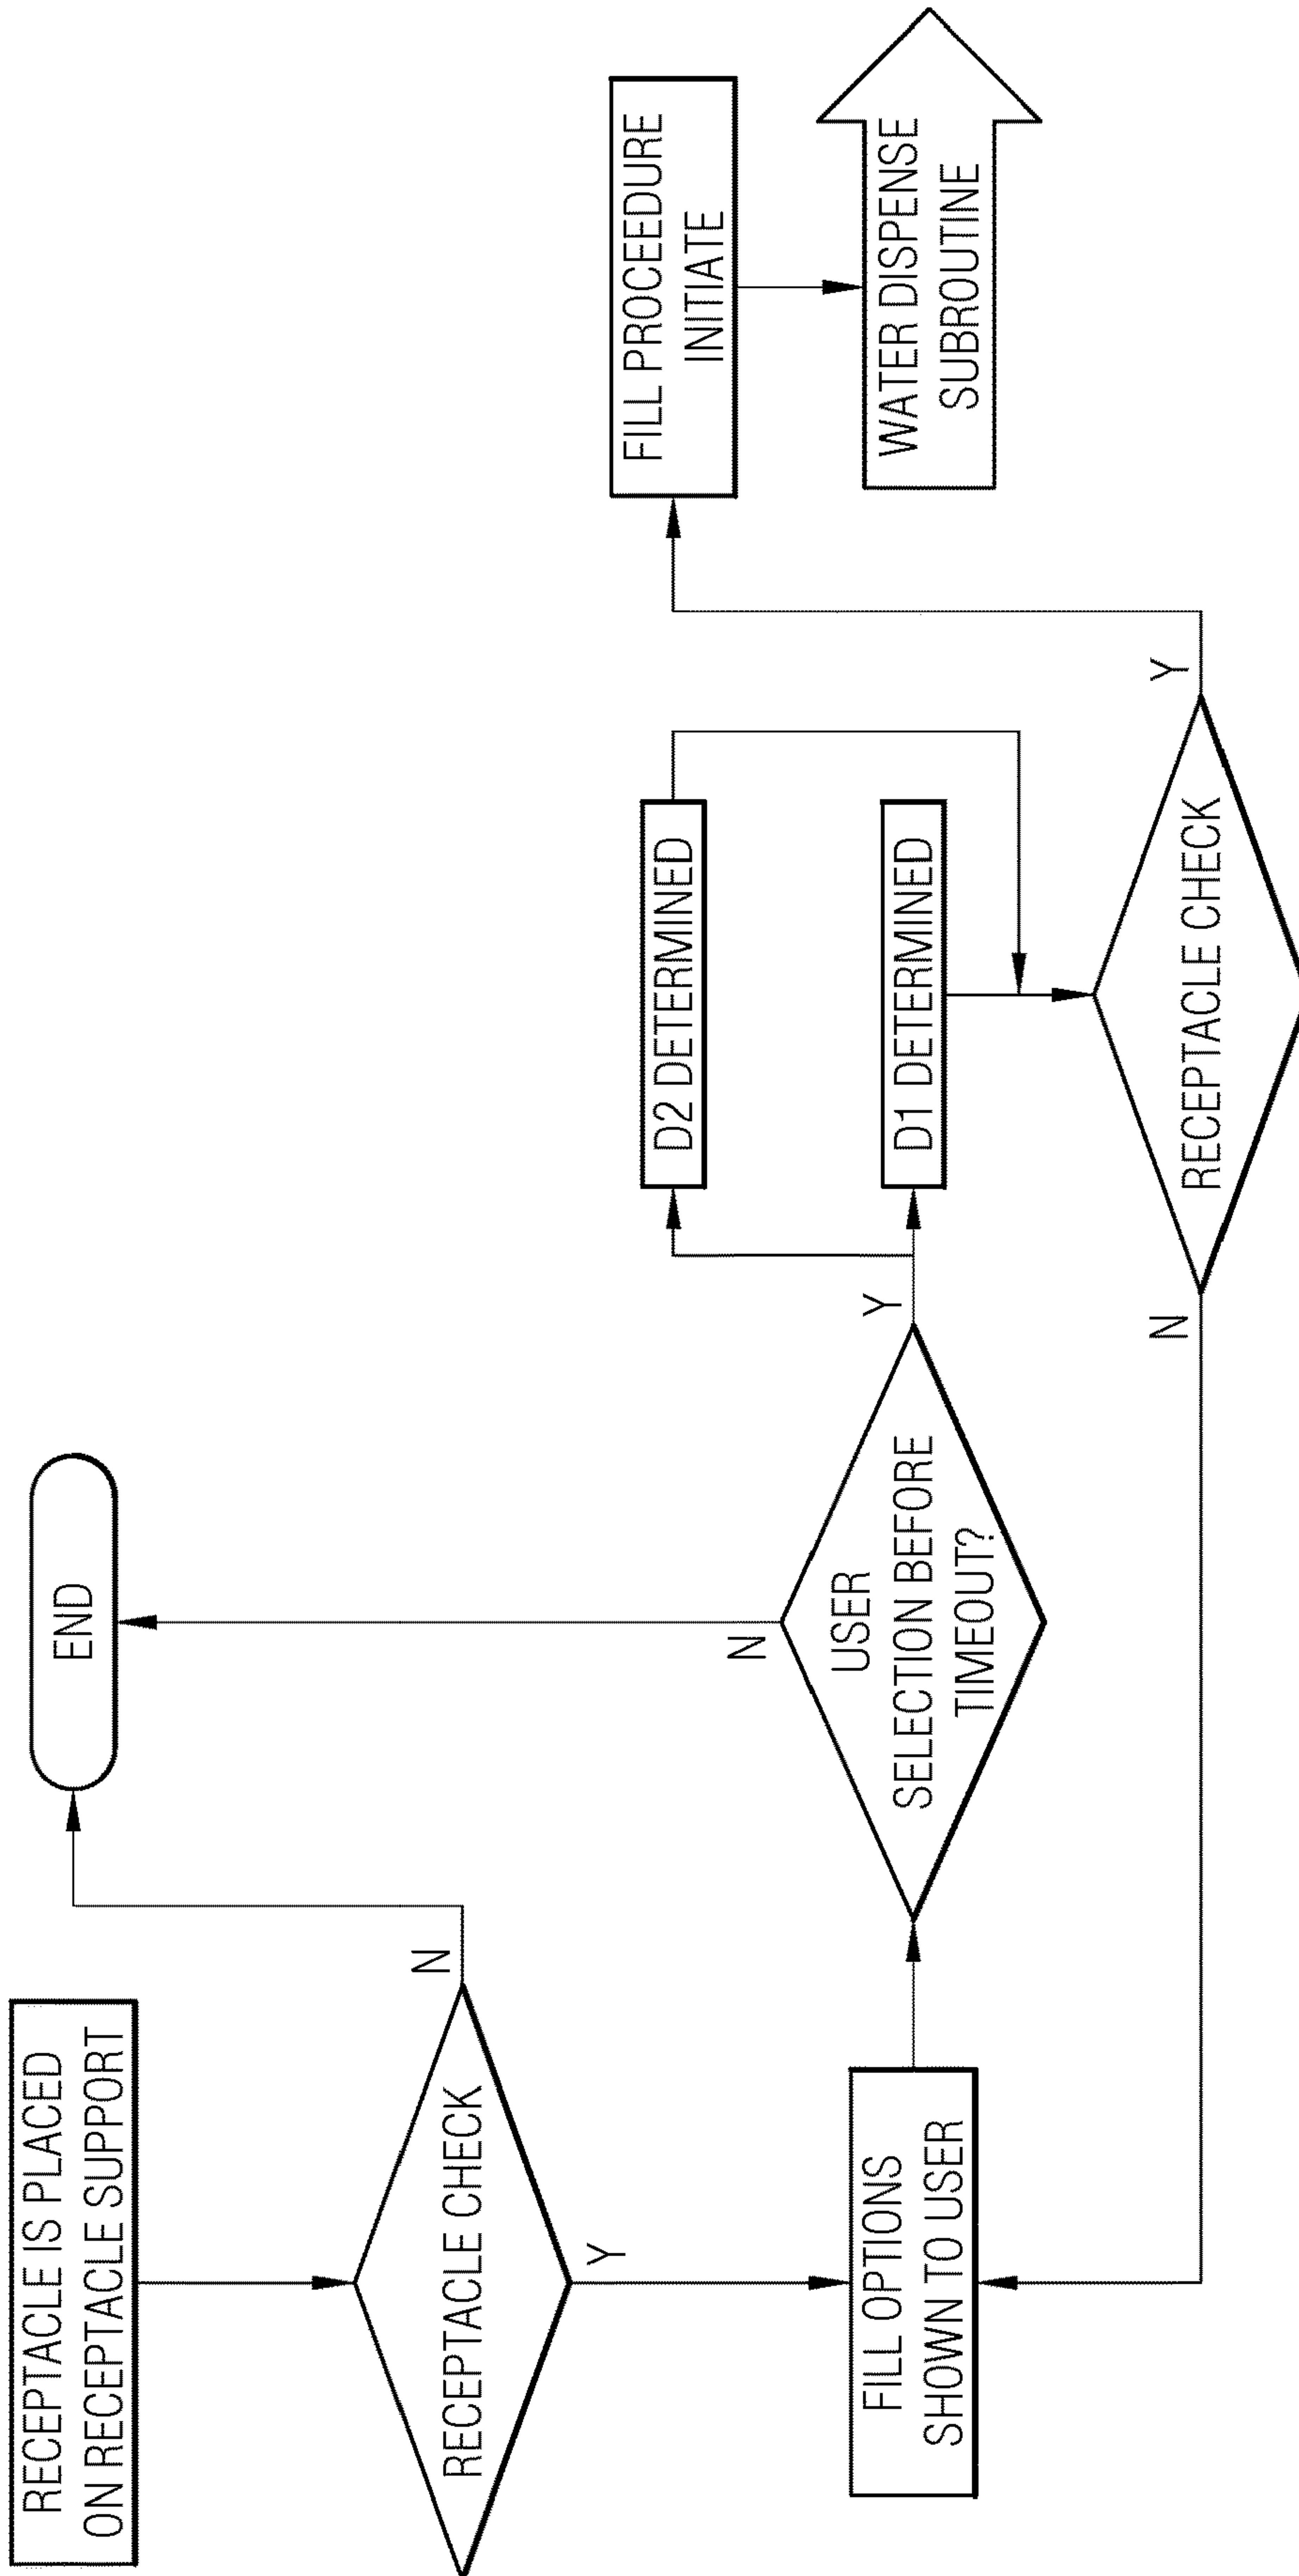 RECEPTACLE IS PLACED
ON RECEPTACLE SUPPORT
RECEPTACLE CHECK
N
Y
END
FILL OPTIONS
SHOWN TO USER
USER
SELECTION BEFORE
TIMEOUT?
N
Y
D2 DETERMINED
D1 DETERMINED
RECEPTACLE CHECK
N
Y
FILL PROCEEDURE
INITIATE
WATER DISPENSE
SUBROUTINE